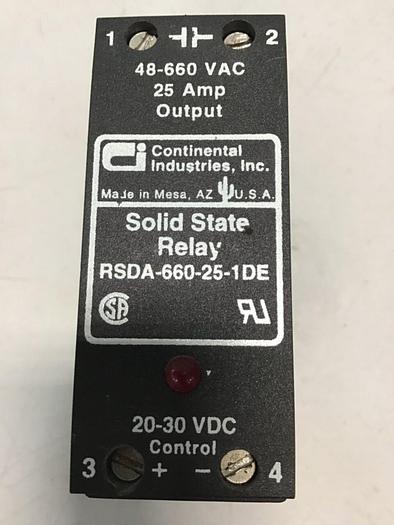 1 2
48-660 VAC
25 Amp
Output
Continental
Industries, Inc.
Made in Mesa, AZ U.S.A.
Solid State
Relay
RSDA-660-25-1DE
20-30 VDC
Control
3 + - 4